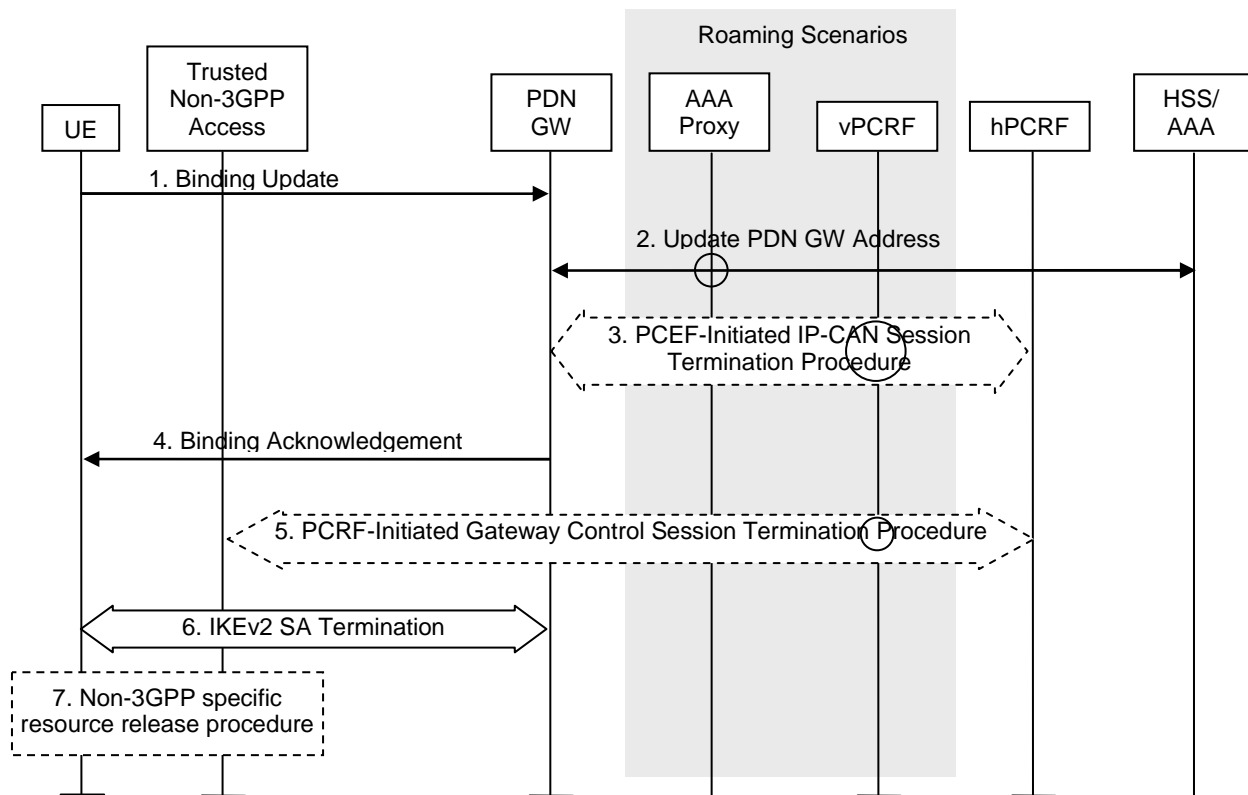 Roaming Scenarios
UE
Trusted
Non-3GPP
Access
PDN
GW
AAA
Proxy
vPCRF
hPCRF
HSS/
AAA
1. Binding Update
2. Update PDN GW Address
3. PCEF-Initiated IP-CAN Session
Termination Procedure
4. Binding Acknowledgement
5. PCRF-Initiated Gateway Control Session Termination Procedure
6. IKEv2 SA Termination
7. Non-3GPP specific
resource release procedure